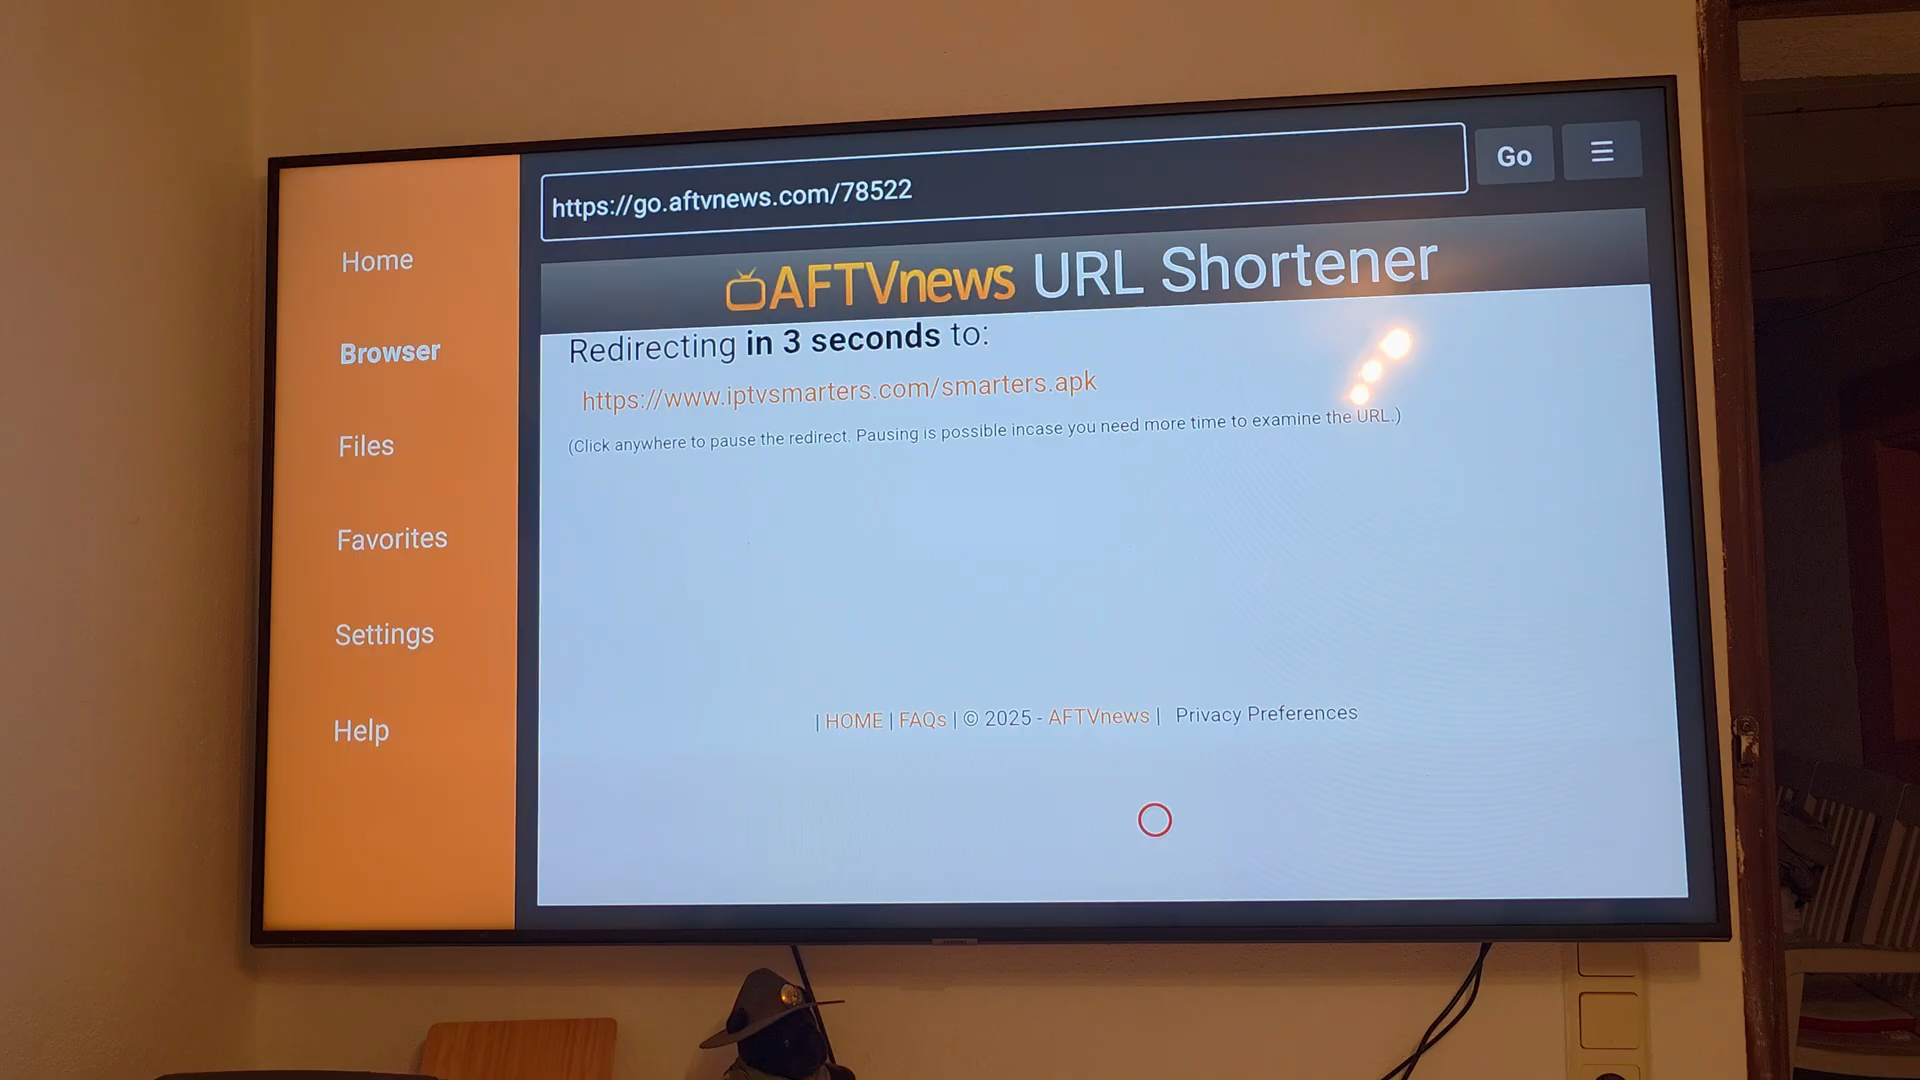 https://go.aftvnews.com/78522
Go
AFTVnews URL Shortener
Home
Browser
Files
Favorites
Settings
Help
Redirecting in 3 seconds to:
https://www.iptvsmarters.com/smarters.apk
(Click anywhere to pause the redirect. Pausing is possible incase you need more time to examine the URL.)
| HOME | FAQs | © 2025 - AFTVnews | Privacy Preferences